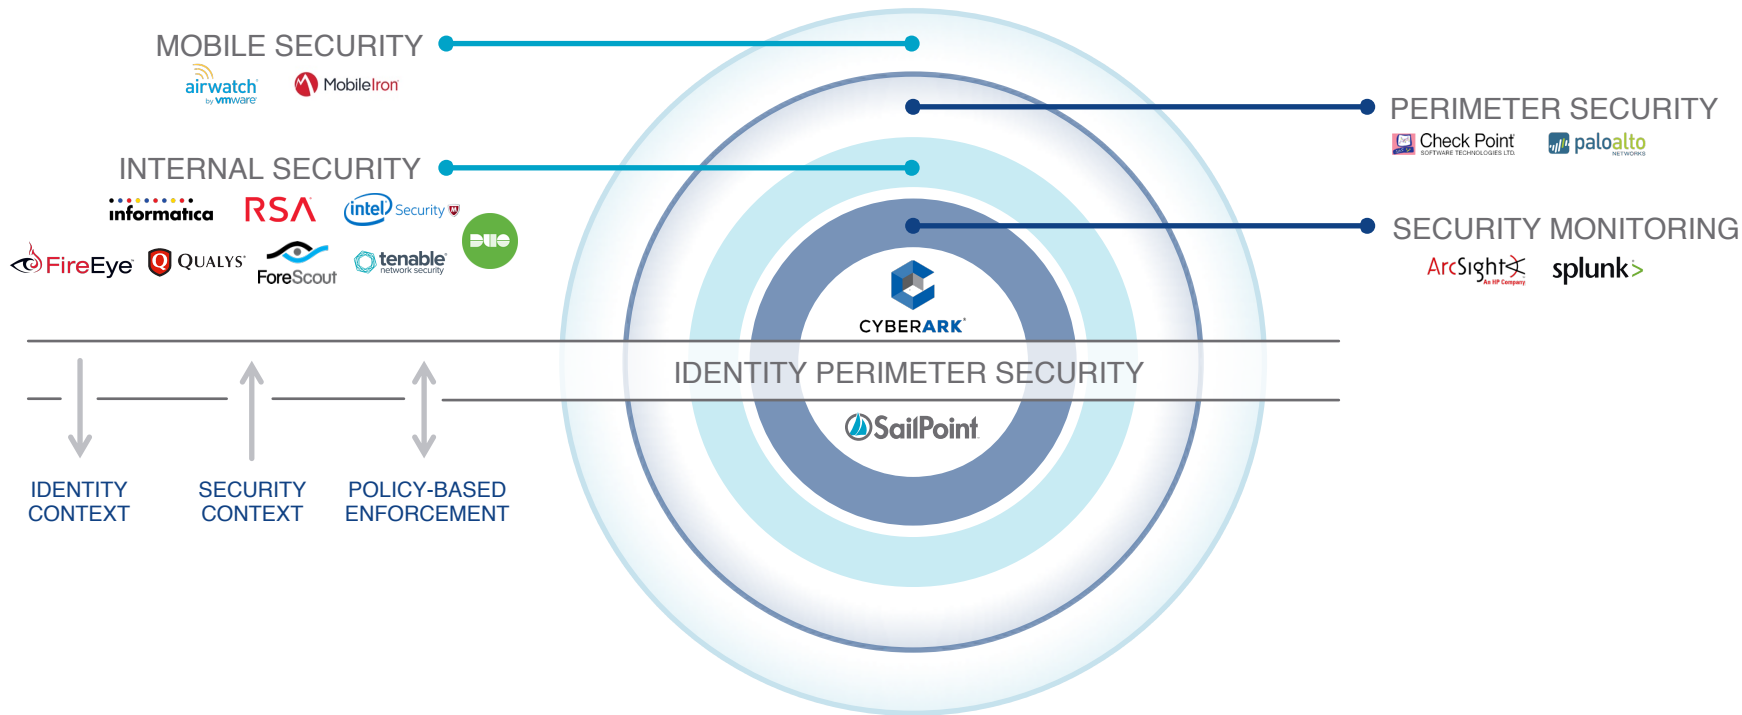 MOBILE SECURITY
airwatch
by vmware
MobileIron
PERIMETER SECURITY
Check Point
SOFTWARE TECHNOLOGIES LTD.
paloalto
NETWORKS
INTERNAL SECURITY
informatica
RSA
intel Security
DUO
FireEye
QUALYS
ForeScout
tenable
network security
SECURITY MONITORING
ArcSight
An HP Company
splunk>
CYBERARK
IDENTITY PERIMETER SECURITY
SailPoint
IDENTITY
CONTEXT
SECURITY
CONTEXT
POLICY-BASED
ENFORCEMENT